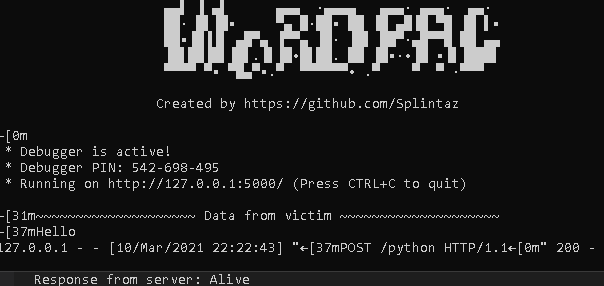 WoRDPAC
Created by https://github.com/Splintaz
←[0m
* Debugger is active!
* Debugger PIN: 542-698-495
* Running on http://127.0.0.1:5000/ (Press CTRL+C to quit)
←[31m~~~~~~~~~~~~~~~~~~~~~ Data from victim ~~~~~~~~~~~~~~~~~~~~~
←[37mHello
127.0.0.1 - - [10/Mar/2021 22:22:43] "←[37mPOST /python HTTP/1.1←[0m" 200 -
Response from server: Alive